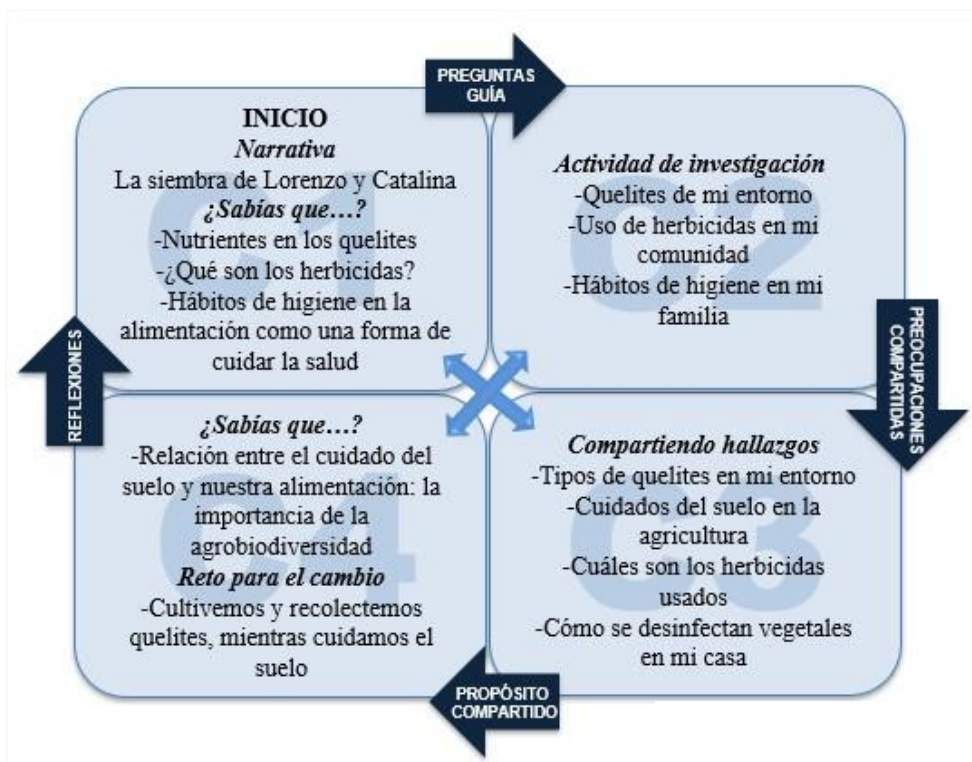 PREGUNTAS
GUÍA
C1
INICIO
Narrativa
La siembra de Lorenzo y Catalina
¿Sabías que…?
-Nutrientes en los quelites
-¿Qué son los herbicidas?
-Hábitos de higiene en la
alimentación como una forma de
cuidar la salud
C2
Actividad de investigación
-Quelites de mi entorno
-Uso de herbicidas en mi
comunidad
-Hábitos de higiene en mi
familia
PREOCUPACIONES
COMPARTIDAS
C3
Compartiendo hallazgos
-Tipos de quelites en mi entorno
-Cuidados del suelo en la
agricultura
-Cuáles son los herbicidas
usados
-Cómo se desinfectan vegetales
en mi casa
PROPÓSITO
COMPARTIDO
C4
¿Sabías que…?
-Relación entre el cuidado del
suelo y nuestra alimentación: la
importancia de la
agrobiodiversidad
Reto para el cambio
-Cultivemos y recolectemos
quelites, mientras cuidamos el
suelo
REFLEXIONES